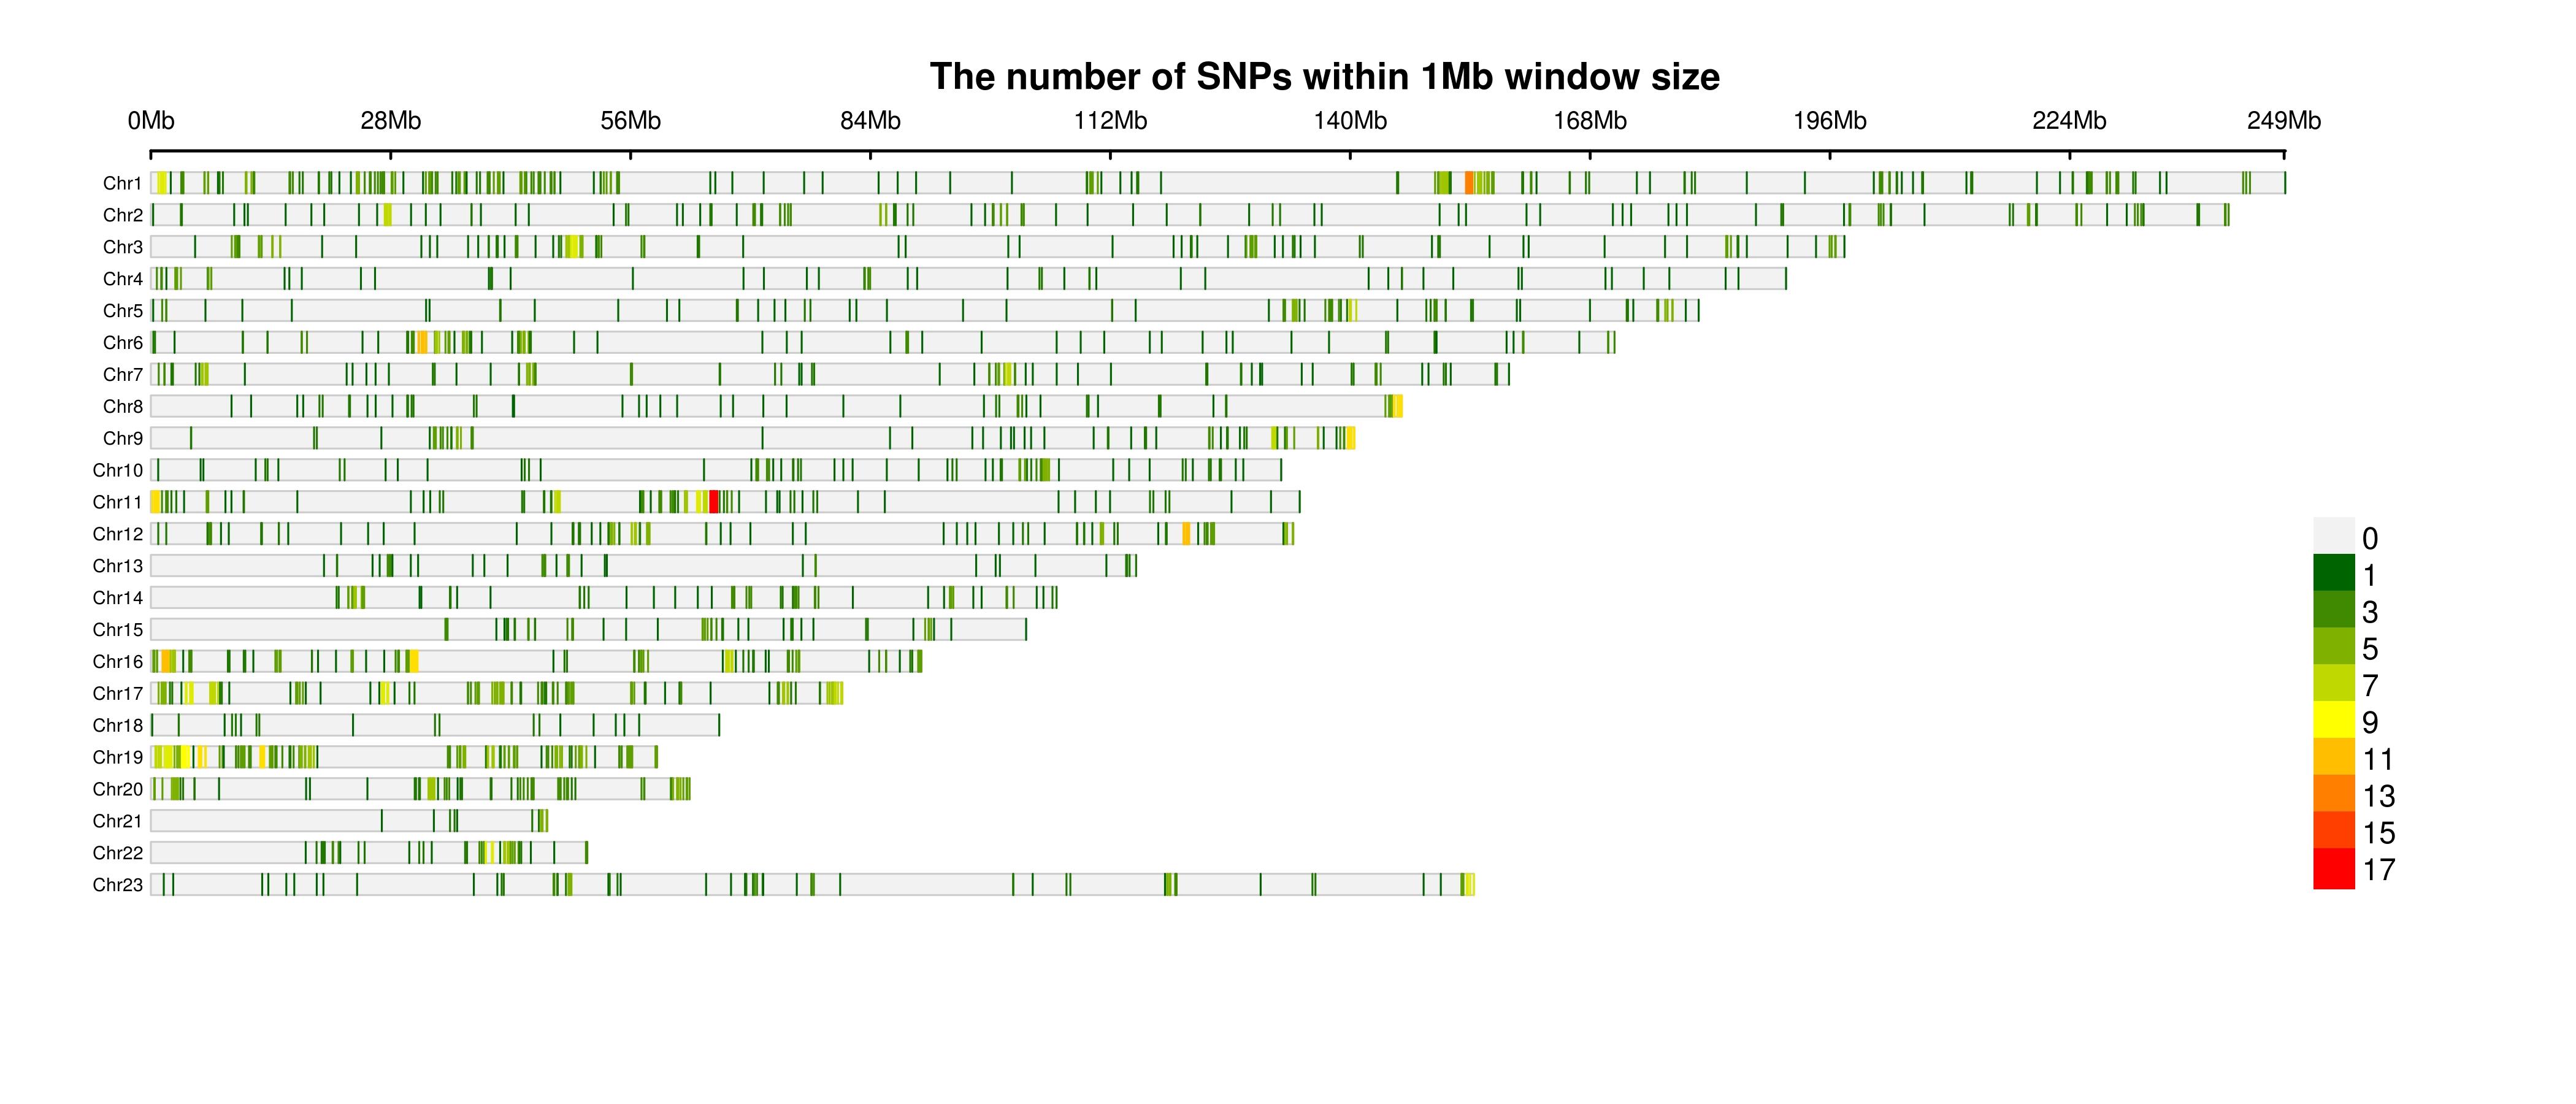 The number of SNPs within 1Mb window size
0Mb 28Mb 56Mb 84Mb 112Mb 140Mb 168Mb 196Mb 224Mb 249Mb
Chr1
Chr2
Chr3
Chr4
Chr5
Chr6
Chr7
Chr8
Chr9
Chr10
Chr11
Chr12
Chr13
Chr14
Chr15
Chr16
Chr17
Chr18
Chr19
Chr20
Chr21
Chr22
Chr23
0
1
3
5
7
9
11
13
15
17